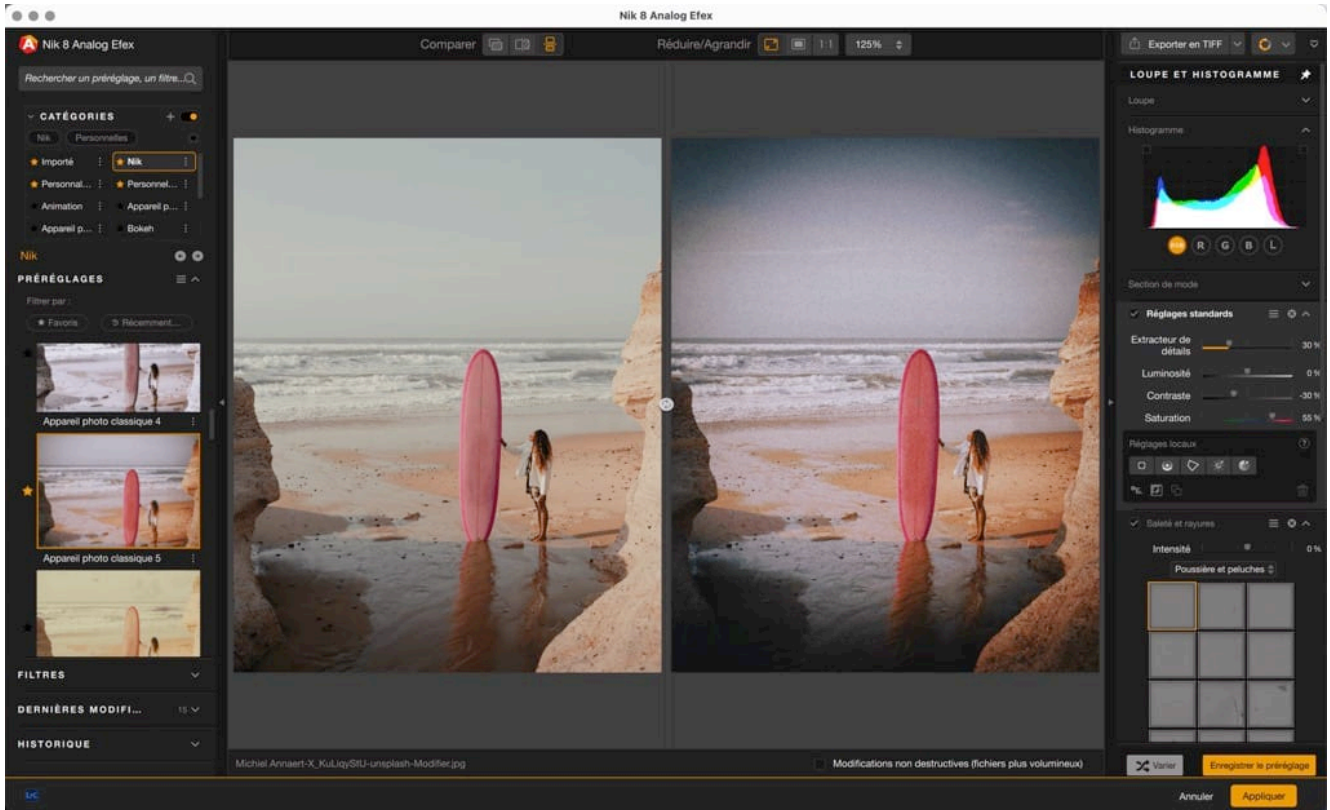 Nik 8 Analog Efex
Nik 8 Analog Efex
Rechercher un préréglage, un filtre...
CATÉGORIES
Nik
Personnelles
Importé
Nik
Personnal...
Personnel...
Animation
Appareil p...
Appareil p...
Bokeh
Nik
PRÉRÉGLAGES
Filtrer par :
Favoris
Récemment...
Appareil photo classique 4
Appareil photo classique 5
FILTRES
DERNIÈRES MODIFI... 15
HISTORIQUE
Comparer
Réduire/Agrandir
1:1
125%
Michiel Annaert-X_KuLiqyStU-unsplash-Modifier.jpg
Modifications non destructives (fichiers plus volumineux)
Exporter en TIFF
LOUPE ET HISTOGRAMME
Loupe
Histogramme
R G B L
Section de mode
Réglages standards
Extracteur de
détails 30 %
Luminosité 0 %
Contraste -30 %
Saturation 55 %
Réglages locaux
Saleté et rayures
Intensité 0 %
Poussière et peluches
Varier
Enregistrer le préréglage
LrC
Annuler
Appliquer